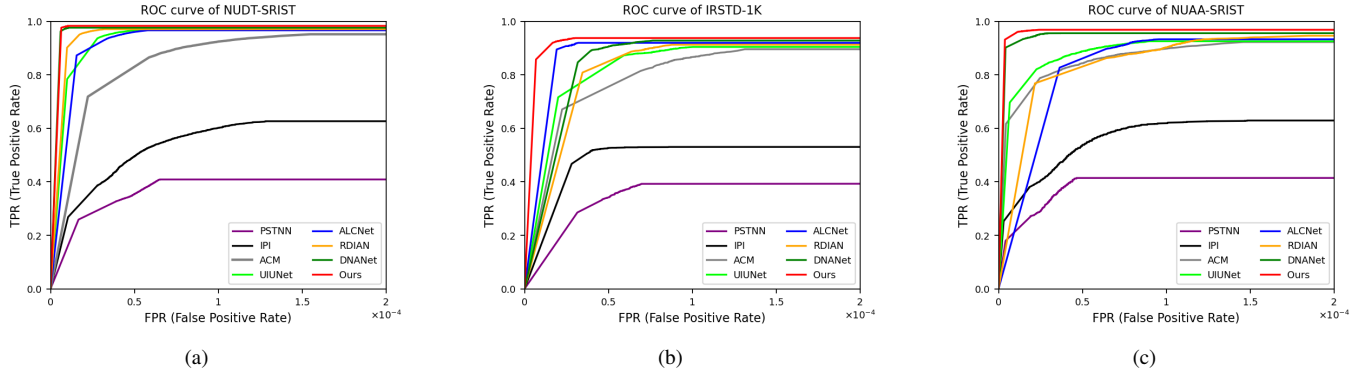 ROC curve of NUDT-SRIST
TPR (True Positive Rate)
1.0
0.8
0.6
0.4
0.2
0.0
PSTNN
IPI
ACM
UIUNet
ALCNet
RDIAN
DNANet
Ours
0 0.5 1 1.5 2
×10⁻⁴
FPR (False Positive Rate)
(a)
ROC curve of IRSTD-1K
TPR (True Positive Rate)
1.0
0.8
0.6
0.4
0.2
0.0
PSTNN
IPI
ACM
UIUNet
ALCNet
RDIAN
DNANet
Ours
0 0.5 1 1.5 2
×10⁻⁴
FPR (False Positive Rate)
(b)
ROC curve of NUAA-SRIST
TPR (True Positive Rate)
1.0
0.8
0.6
0.4
0.2
0.0
PSTNN
IPI
ACM
UIUNet
ALCNet
RDIAN
DNANet
Ours
0 0.5 1 1.5 2
×10⁻⁴
FPR (False Positive Rate)
(c)